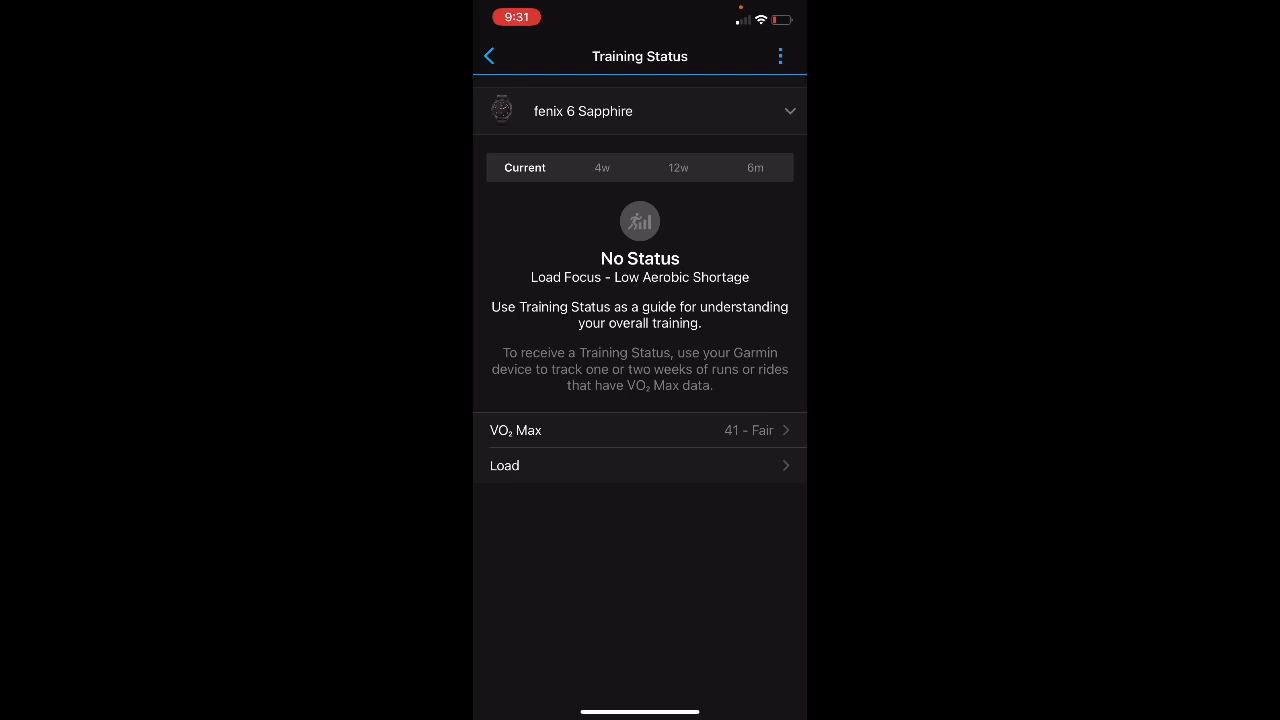 9:31
Training Status
fenix 6 Sapphire
Current 4w 12w 6m
No Status
Load Focus - Low Aerobic Shortage
Use Training Status as a guide for understanding
your overall training.
To receive a Training Status, use your Garmin
device to track one or two weeks of runs or rides
that have VO₂ Max data.
VO₂ Max 41 - Fair
Load